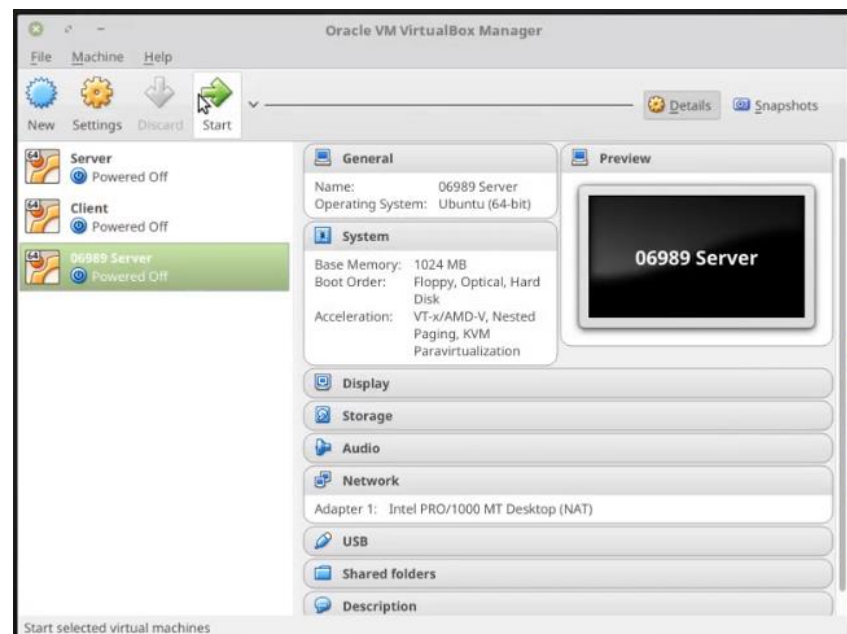 Oracle VM VirtualBox Manager
File Machine Help
New Settings Discard Start
Details Snapshots
64 Server
Powered Off
64 Client
Powered Off
64 06989 Server
Powered Off
General
Name: 06989 Server
Operating System: Ubuntu (64-bit)
System
Base Memory: 1024 MB
Boot Order: Floppy, Optical, Hard
Disk
Acceleration: VT-x/AMD-V, Nested
Paging, KVM
Paravirtualization
Preview
06989 Server
Display
Storage
Audio
Network
Adapter 1: Intel PRO/1000 MT Desktop (NAT)
USB
Shared folders
Description
Start selected virtual machines